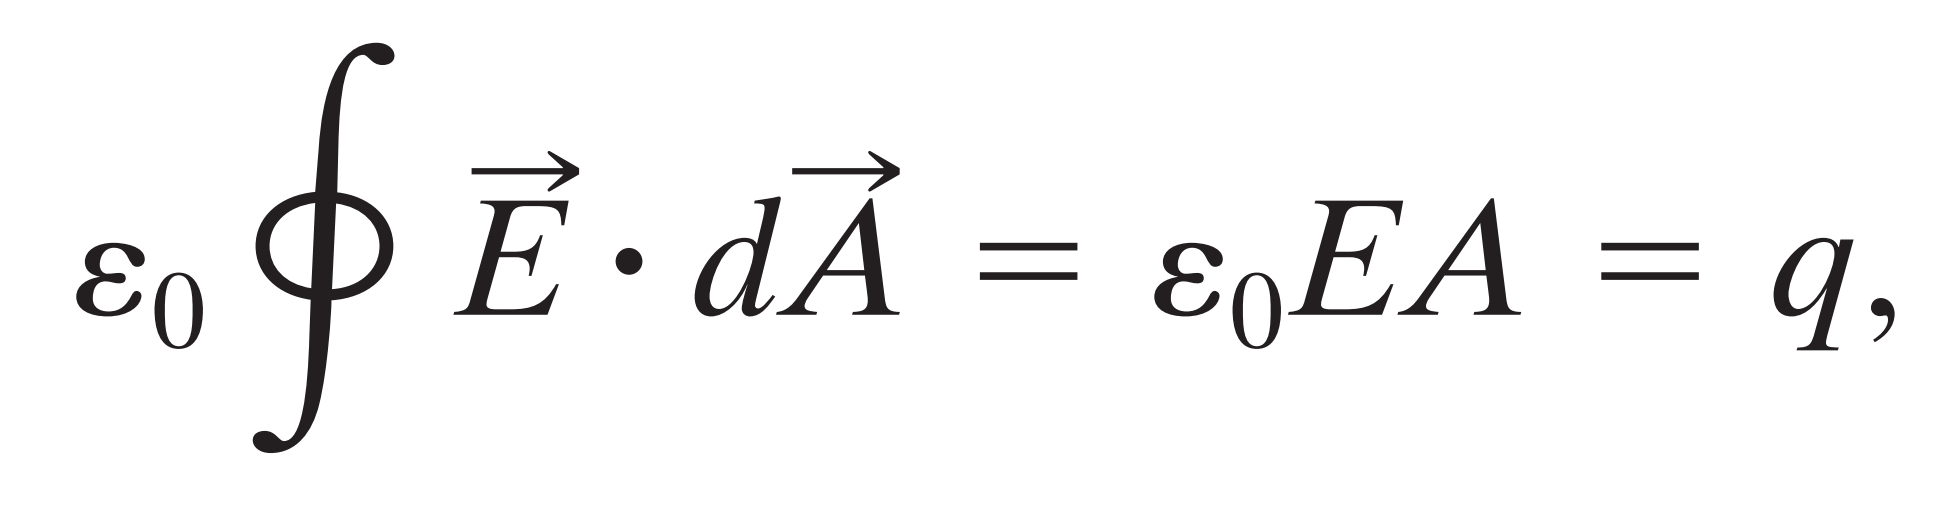 ε₀ ∮ E⃗ · dA⃗ = ε₀EA = q,